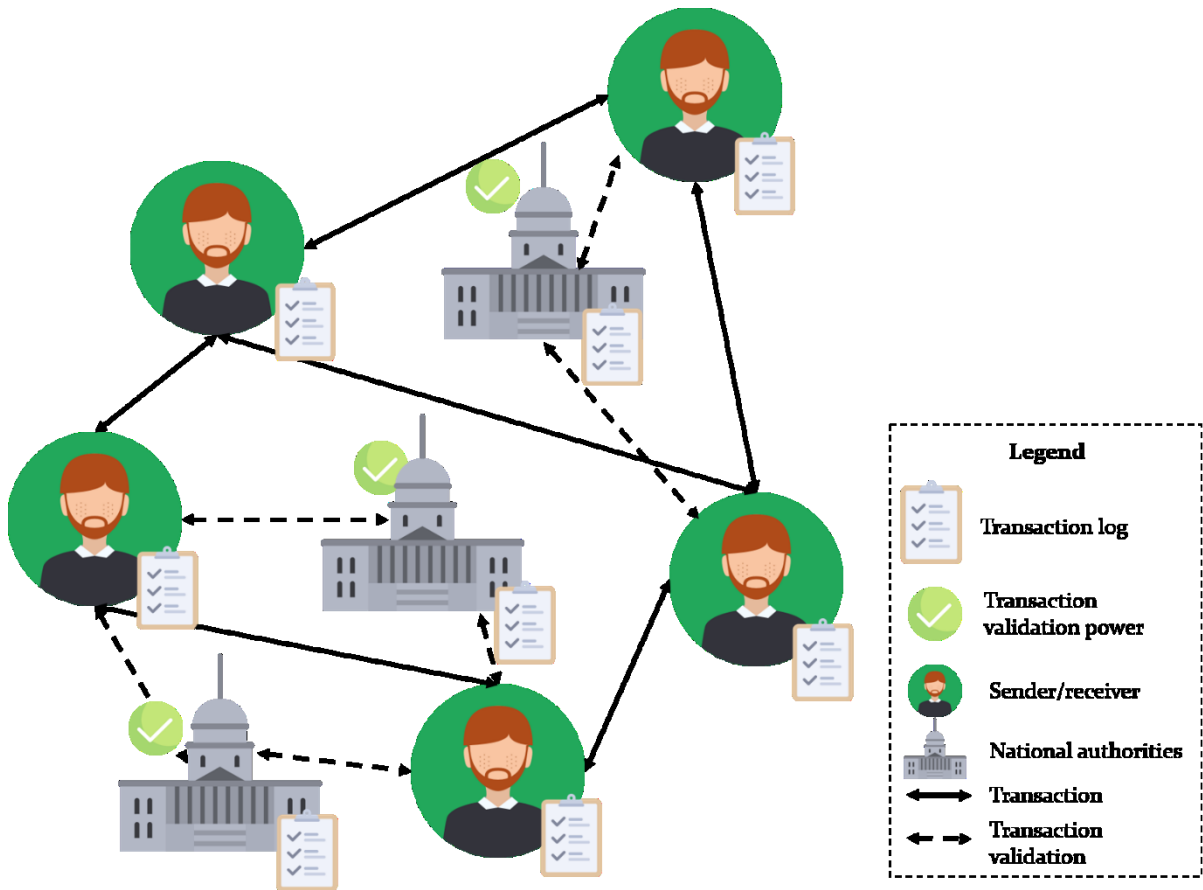 Legend
Transaction log
Transaction
validation power
Sender/receiver
National authorities
Transaction
Transaction
validation